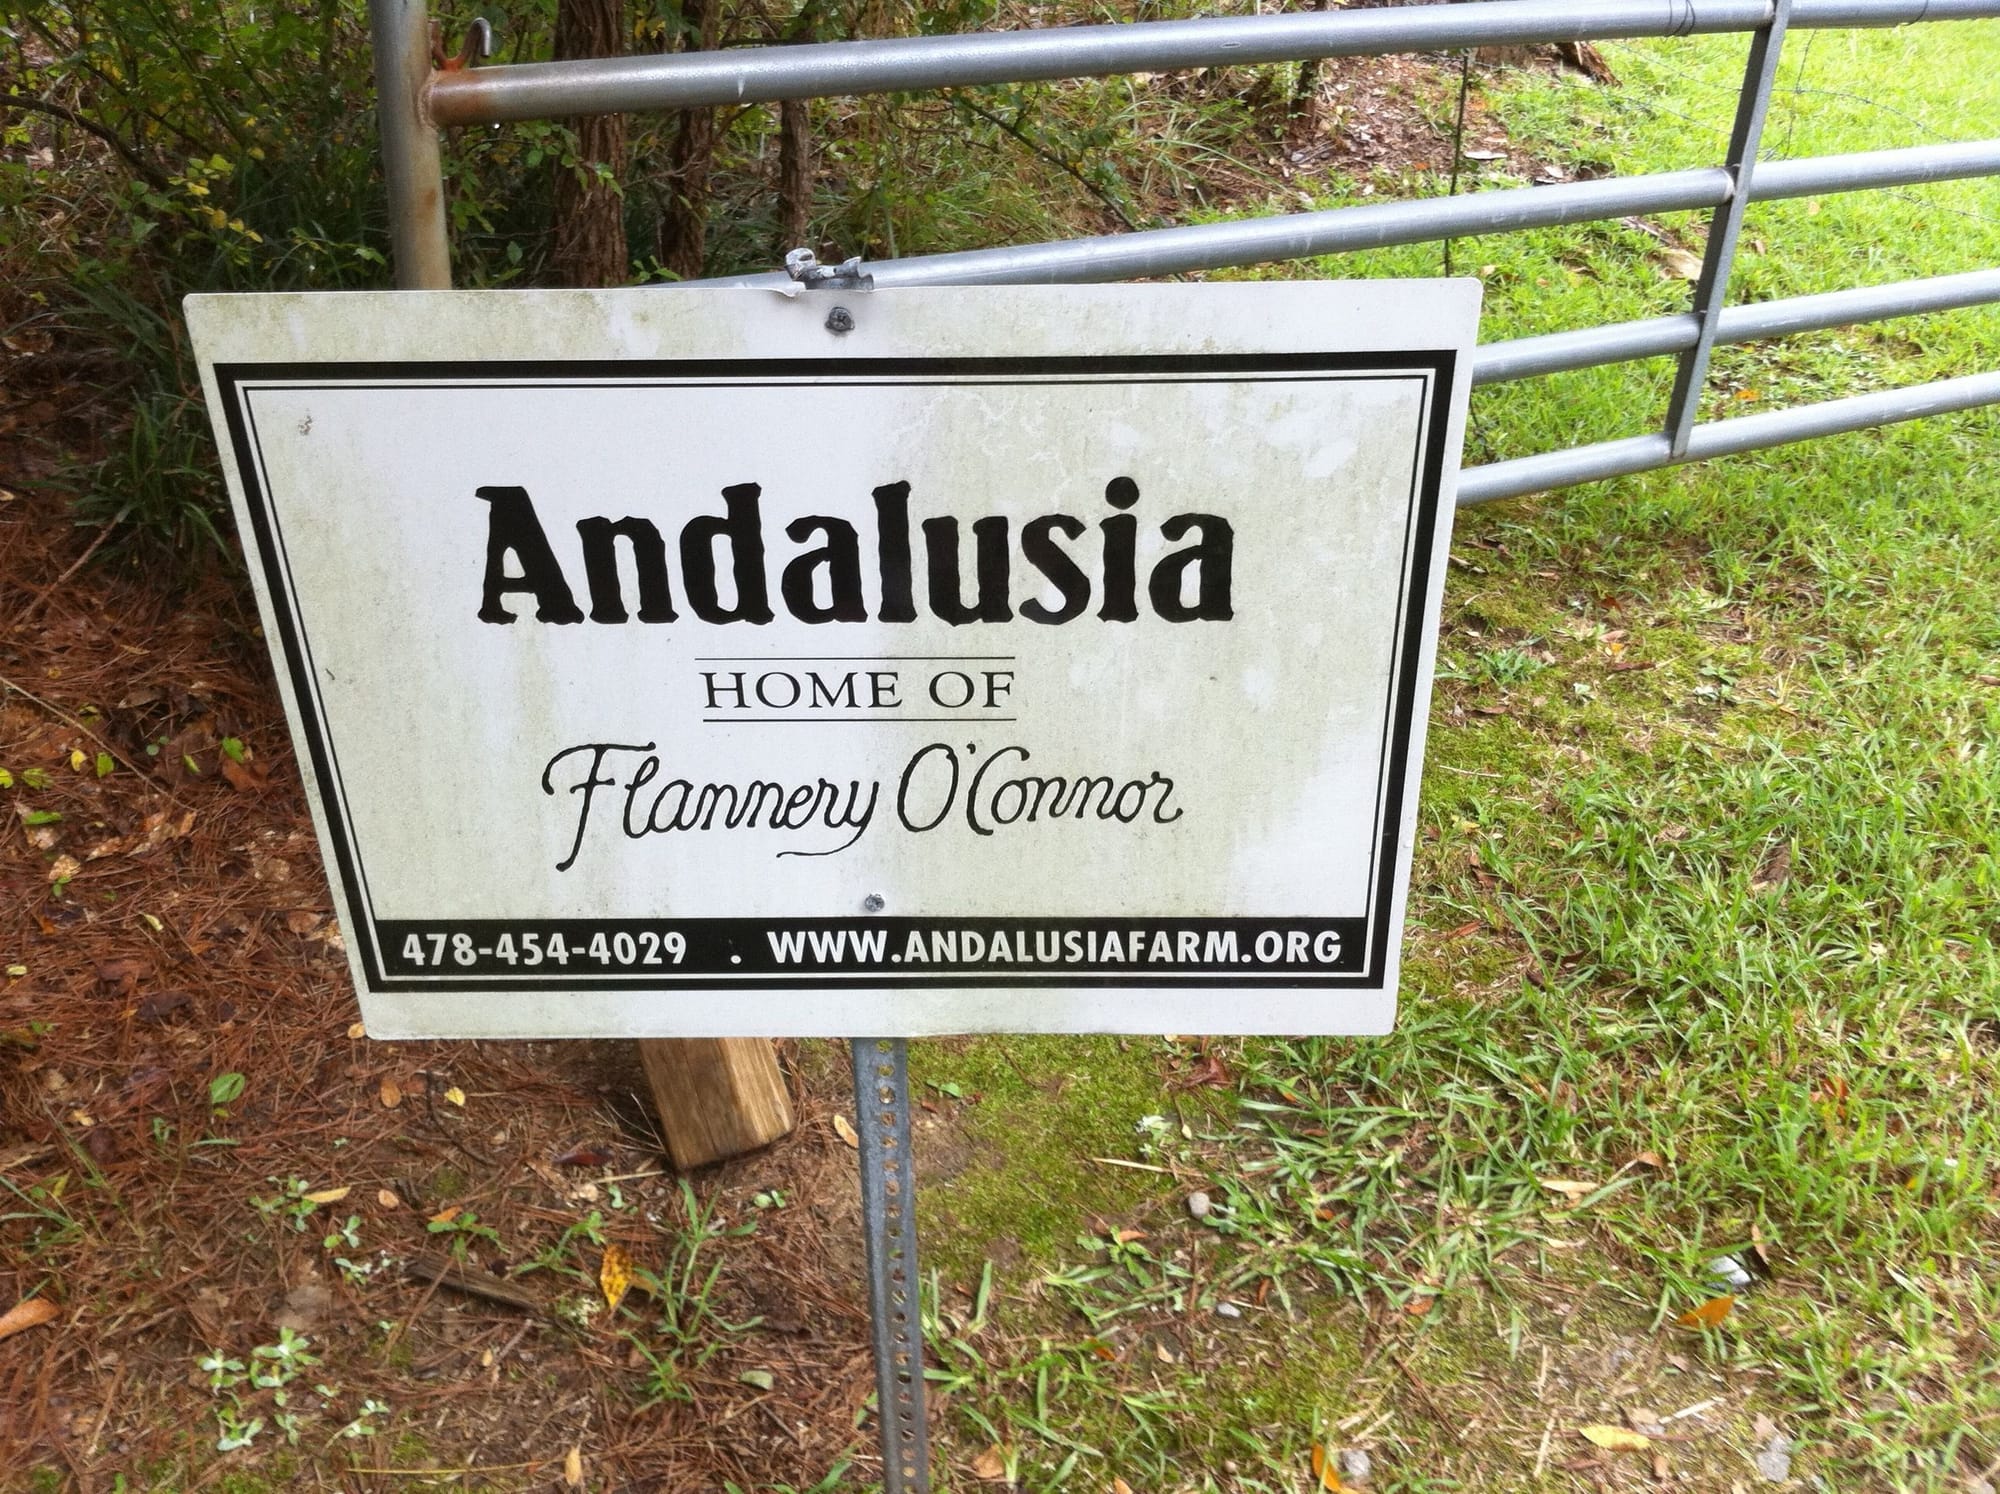 Andalusia
HOME OF
Flannery O'Connor
478-454-4029 . WWW.ANDALUSIAFARM.ORG